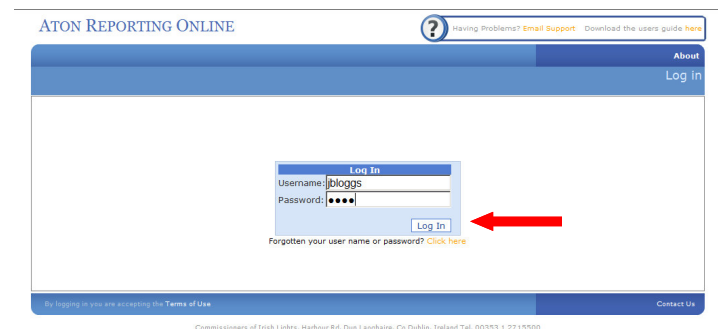 ATON REPORTING ONLINE
? Having Problems? Email Support Download the users guide here
About
Log in
Log In
Username: jbloggs
Password: ●●●●
Log In
Forgotten your user name or password? Click here
By logging in you are accepting the Terms of Use Contact Us
Commissioners of Irish Lights, Harbour Rd, Dun Laoghaire, Co Dublin, Ireland Tel. 00353 1 2715500